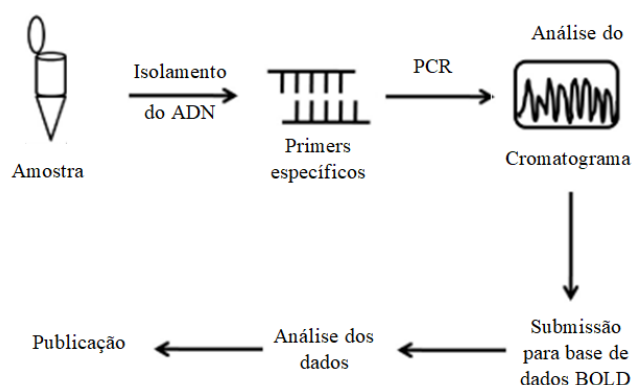 Amostra
Isolamento
do ADN
Primers
específicos
PCR
Análise do
Cromatograma
Submissão
para base de
dados BOLD
Análise dos
dados
Publicação